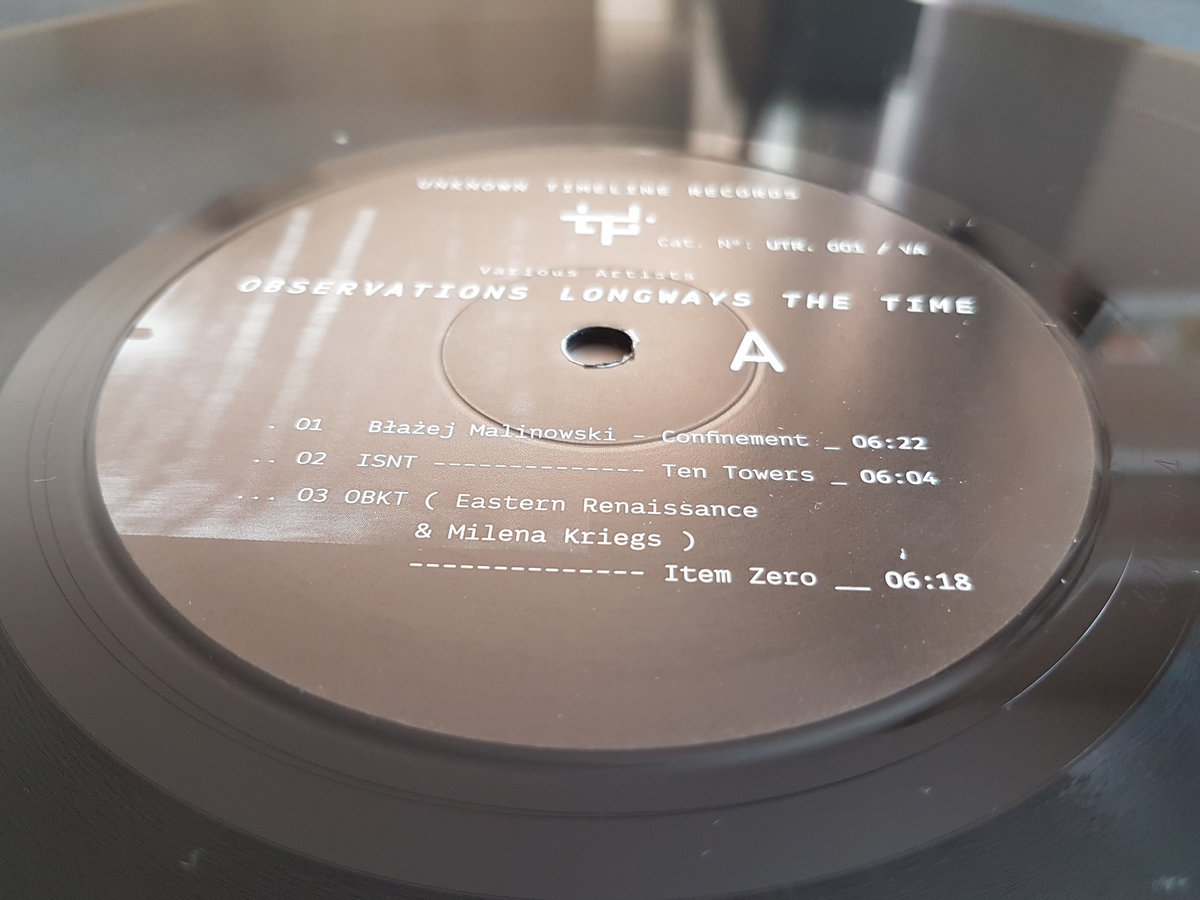 UNKNOWN TIMELINE RECORDS
Cat. Nº: UTR. 001 / VA
Various Artists
OBSERVATIONS LONGWAYS THE TIME
A
. 01 Błażej Malinowski – Confinement _ 06:22
.. 02 ISNT -------------- Ten Towers _ 06:04
... 03 OBKT ( Eastern Renaissance
& Milena Kriegs )
-------------- Item Zero __ 06:18